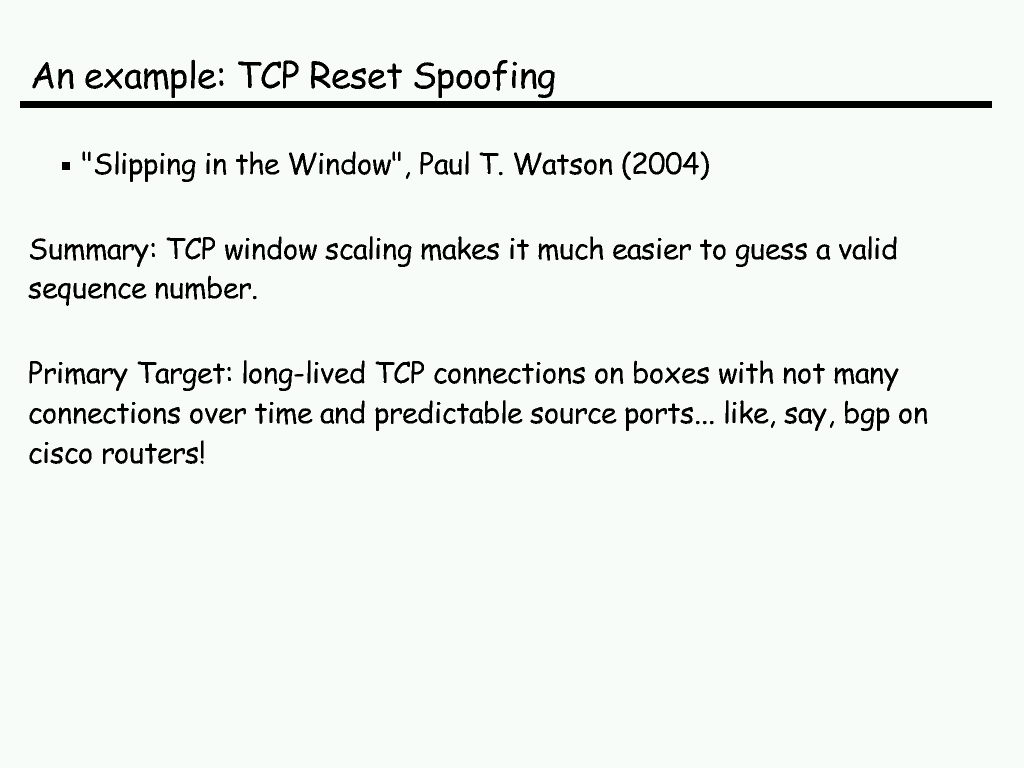 An example: TCP Reset Spoofing
▪ "Slipping in the Window", Paul T. Watson (2004)
Summary: TCP window scaling makes it much easier to guess a valid
sequence number.
Primary Target: long-lived TCP connections on boxes with not many
connections over time and predictable source ports... like, say, bgp on
cisco routers!